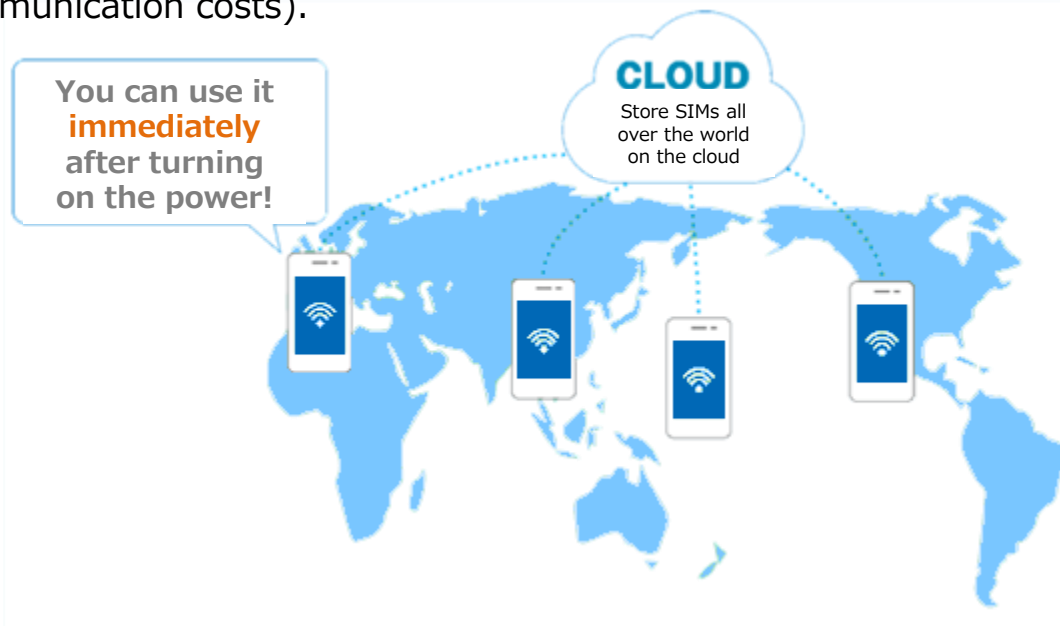 munication costs).
You can use it
immediately
after turning
on the power!
CLOUD
Store SIMs all
over the world
on the cloud